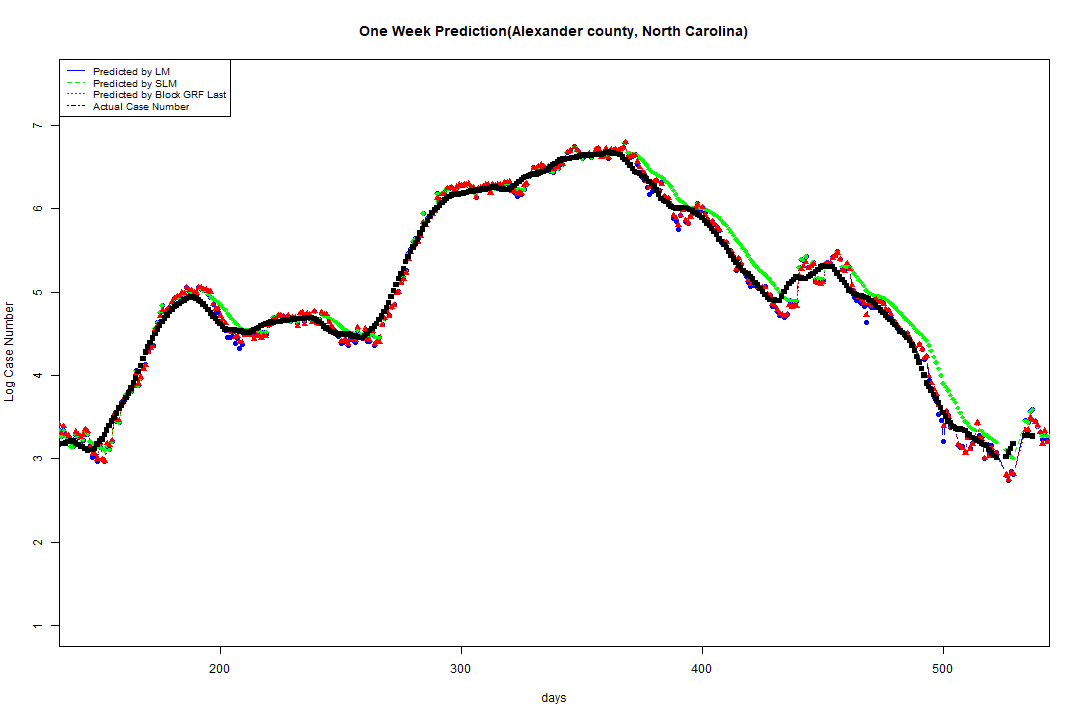 One Week Prediction(Alexander county, North Carolina)
Predicted by LM
Predicted by SLM
Predicted by Block GRF Last
Actual Case Number
7
6
5
4
3
2
1
Log Case Number
200 300 400 500
days